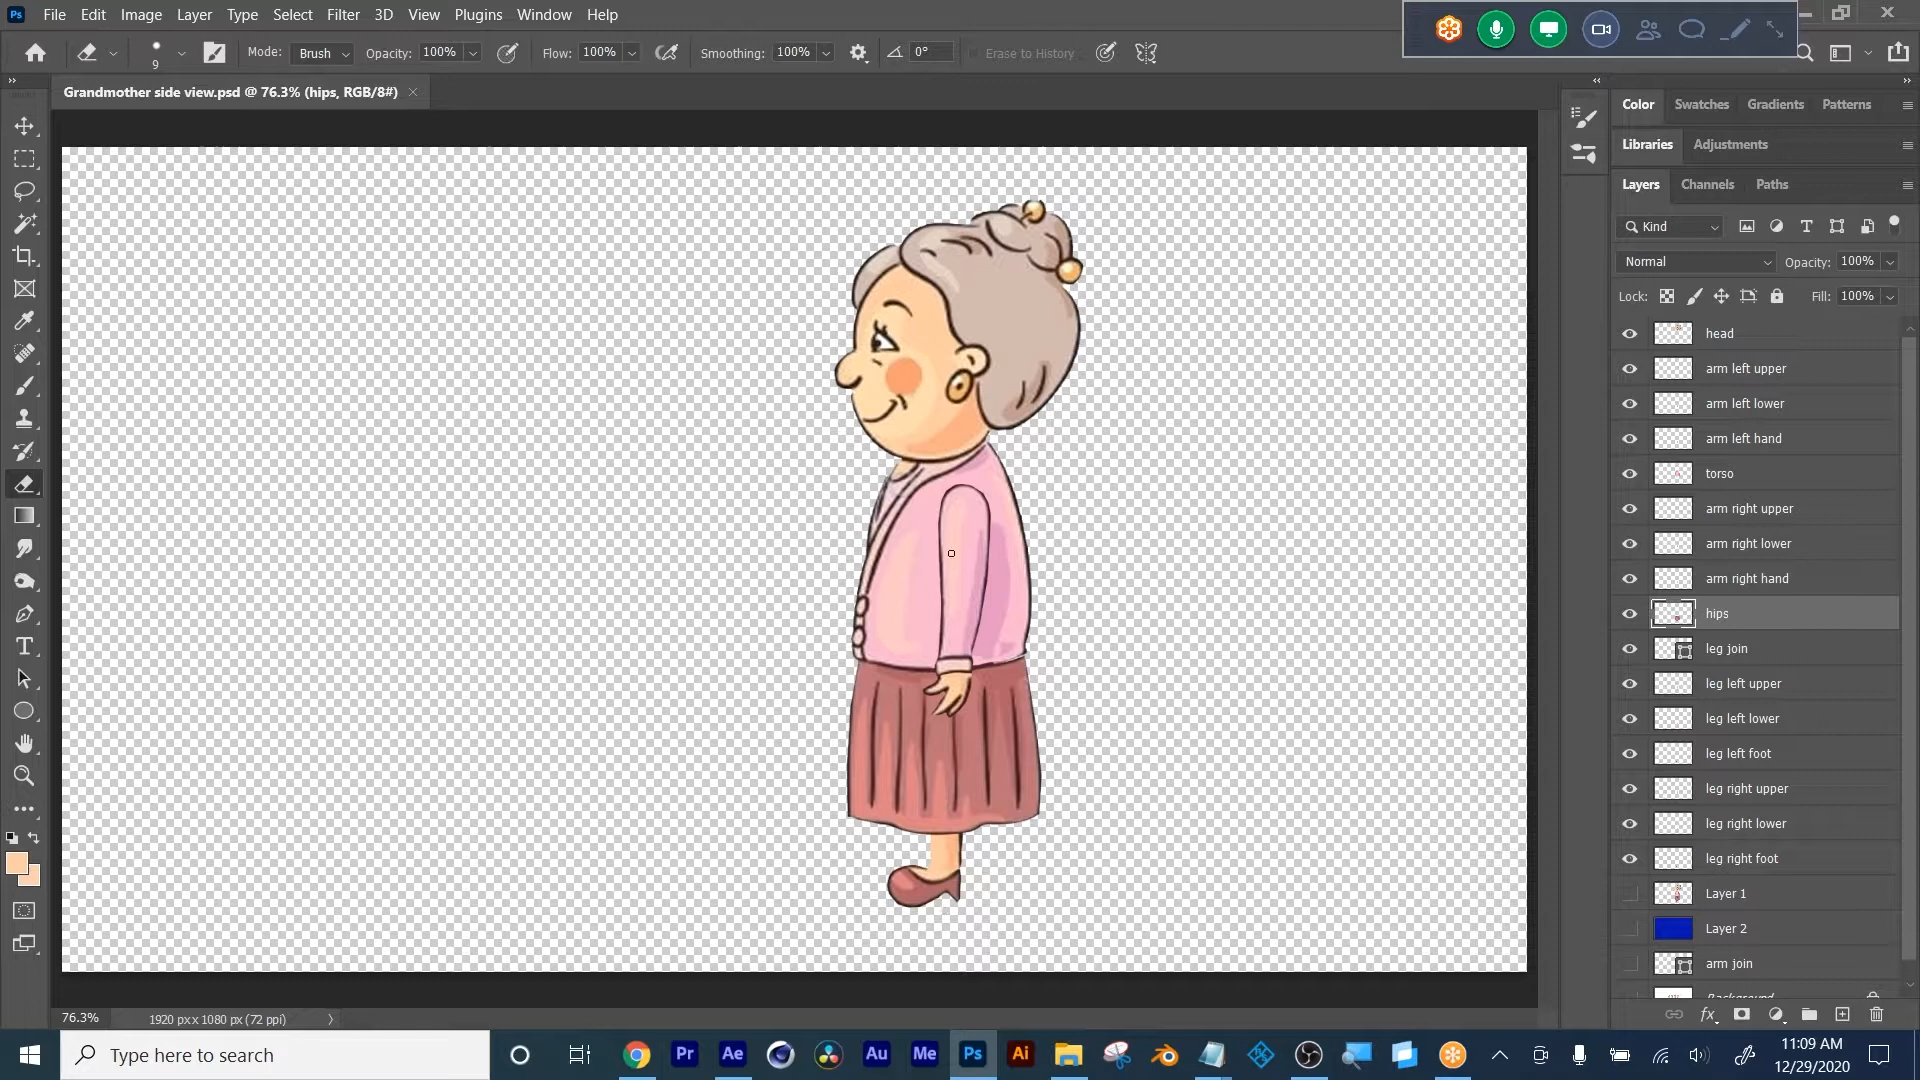 Ps File Edit Image Layer Type Select Filter 3D View Plugins Window Help
9 Mode: Brush Opacity: 100% Flow: 100% Smoothing: 100% 0° Erase to History
Grandmother side view.psd @ 76.3% (hips, RGB/8#) ×
Color Swatches Gradients Patterns
Libraries Adjustments
Layers Channels Paths
Kind
Normal Opacity: 100%
Lock: Fill: 100%
head
arm left upper
arm left lower
arm left hand
torso
arm right upper
arm right lower
arm right hand
hips
leg join
leg left upper
leg left lower
leg left foot
leg right upper
leg right lower
leg right foot
Layer 1
Layer 2
arm join
Background
fx
76.3% 1920 px x 1080 px (72 ppi)
Type here to search
Pr Ae Au Me Ps Ai
11:09 AM
12/29/2020